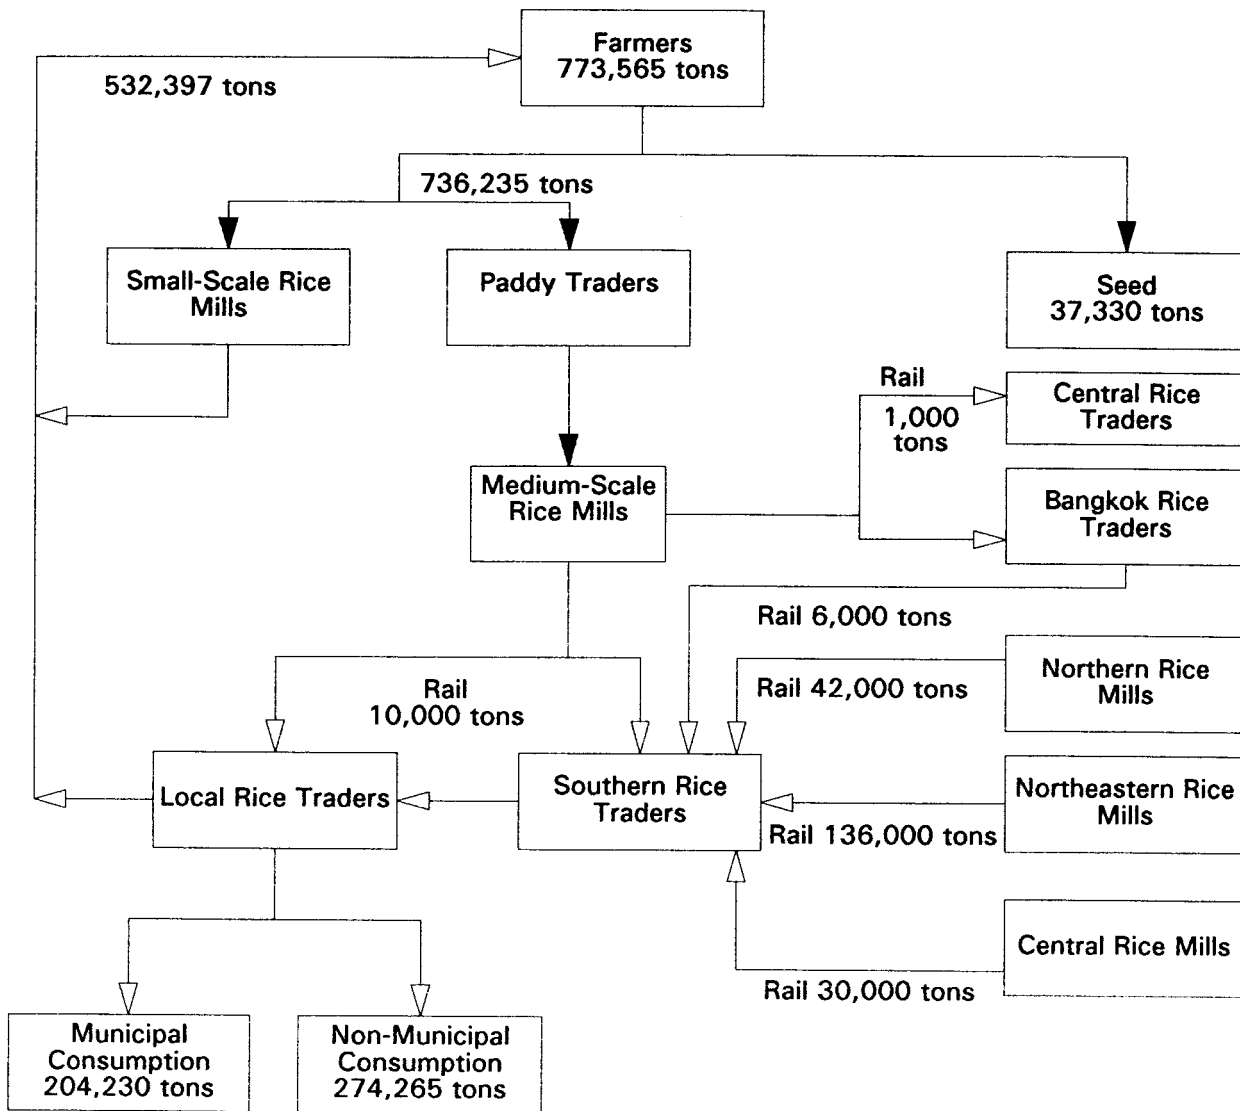 Farmers
773,565 tons
532,397 tons
736,235 tons
Small-Scale Rice
Mills
Paddy Traders
Seed
37,330 tons
Rail
1,000
tons
Central Rice
Traders
Medium-Scale
Rice Mills
Bangkok Rice
Traders
Rail 6,000 tons
Northern Rice
Mills
Rail 42,000 tons
Rail
10,000 tons
Local Rice Traders
Southern Rice
Traders
Northeastern Rice
Mills
Rail 136,000 tons
Central Rice Mills
Rail 30,000 tons
Municipal
Consumption
204,230 tons
Non-Municipal
Consumption
274,265 tons